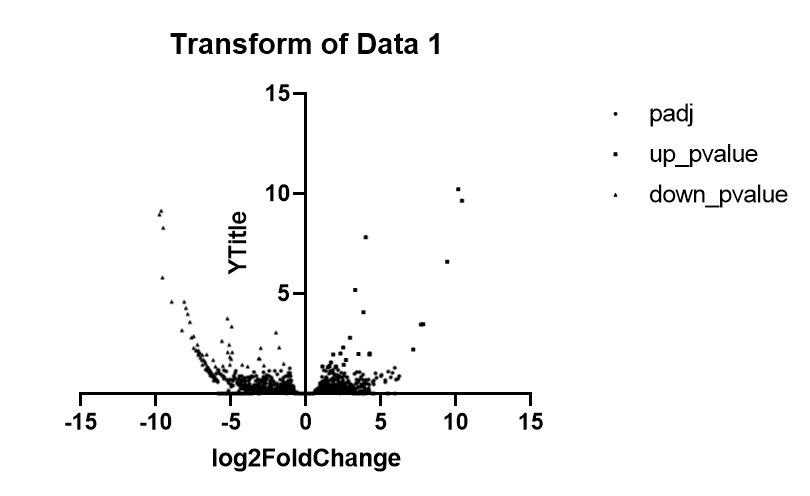 Transform of Data 1
15
10
5
YTitle
-15 -10 -5 0 5 10 15
log2FoldChange
padj
up_pvalue
down_pvalue